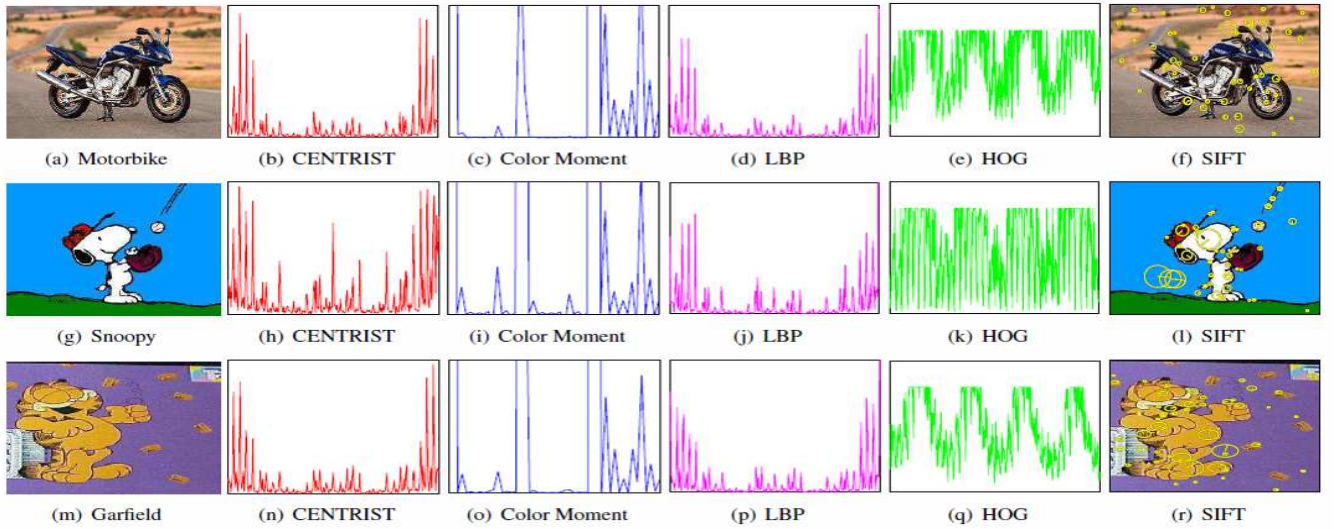 (a) Motorbike (b) CENTRIST (c) Color Moment (d) LBP (e) HOG (f) SIFT
(g) Snoopy (h) CENTRIST (i) Color Moment (j) LBP (k) HOG (l) SIFT
(m) Garfield (n) CENTRIST (o) Color Moment (p) LBP (q) HOG (r) SIFT